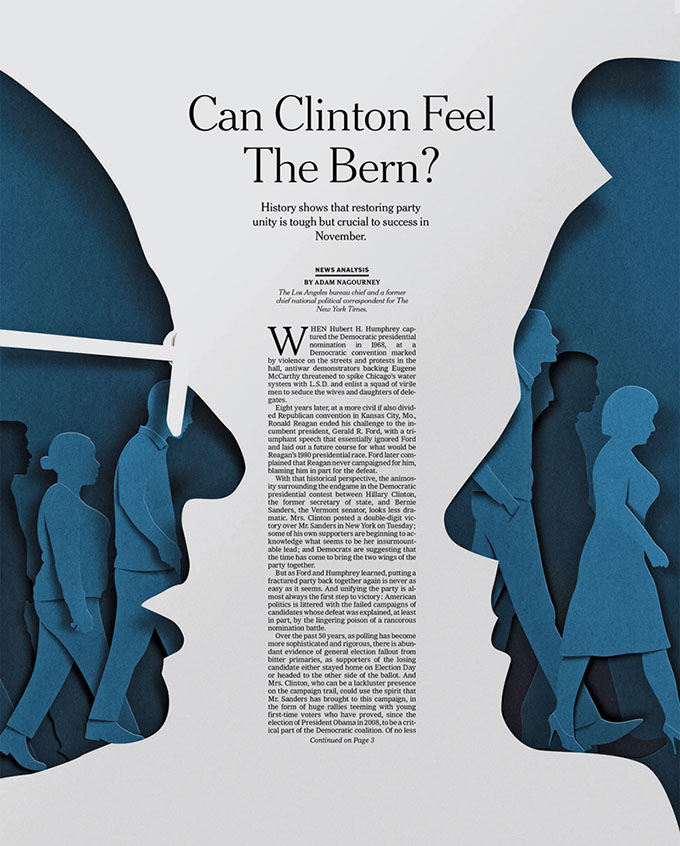 Can Clinton Feel
The Bern?
History shows that restoring party
unity is tough but crucial to success in
November.
NEWS ANALYSIS
BY ADAM NAGOURNEY
The Los Angeles bureau chief and a former
chief national political correspondent for The
New York Times.
WHEN Hubert H. Humphrey cap-
tured the Democratic presidential
nomination in 1968, at a
Democratic convention marked
by violence on the streets and protests in the
hall, antiwar demonstrators backing Eugene
McCarthy threatened to spike Chicago's water
system with L.S.D. and enlist a squad of virile
men to seduce the wives and daughters of dele-
gates.
Eight years later, at a more civil if also divid-
ed Republican convention in Kansas City, Mo.,
Ronald Reagan ended his challenge to the in-
cumbent president, Gerald R. Ford, with a tri-
umphant speech that essentially ignored Ford
and laid out a future course for what would be
Reagan's 1980 presidential race. Ford later com-
plained that Reagan never campaigned for him,
blaming him in part for the defeat.
With that historical perspective, the animos-
ity surrounding the endgame in the Democratic
presidential contest between Hillary Clinton,
the former secretary of state, and Bernie
Sanders, the Vermont senator, looks less dra-
matic. Mrs. Clinton posted a double-digit vic-
tory over Mr. Sanders in New York on Tuesday;
some of his own supporters are beginning to ac-
knowledge what seems to be her insurmount-
able lead; and Democrats are suggesting that
the time has come to bring the two wings of the
party together.
But as Ford and Humphrey learned, putting a
fractured party back together again is never as
easy as it seems. And unifying the party is al-
most always the first step to victory: American
politics is littered with the failed campaigns of
candidates whose defeat was explained, at least
in part, by the lingering poison of a rancorous
nomination battle.
Over the past 50 years, as polling has become
more sophisticated and rigorous, there is abun-
dant evidence of general election fallout from
bitter primaries, as supporters of the losing
candidate either stayed home on Election Day
or headed to the other side of the ballot. And
Mrs. Clinton, who can be a lackluster presence
on the campaign trail, could use the spirit that
Mr. Sanders has brought to this campaign, in
the form of huge rallies teeming with young
first-time voters who have proved, since the
election of President Obama in 2008, to be a crit-
ical part of the Democratic coalition. Of no less
Continued on Page 3